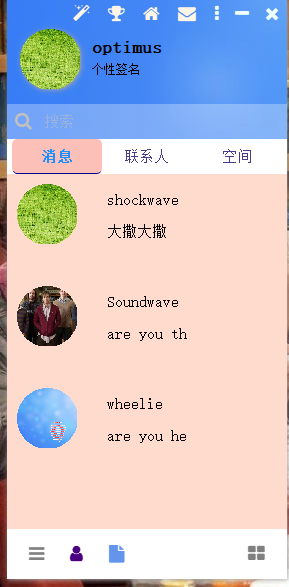 optimus
个性签名
搜索
消息 联系人 空间
shockwave
大撒大撒
Soundwave
are you th
wheelie
are you he